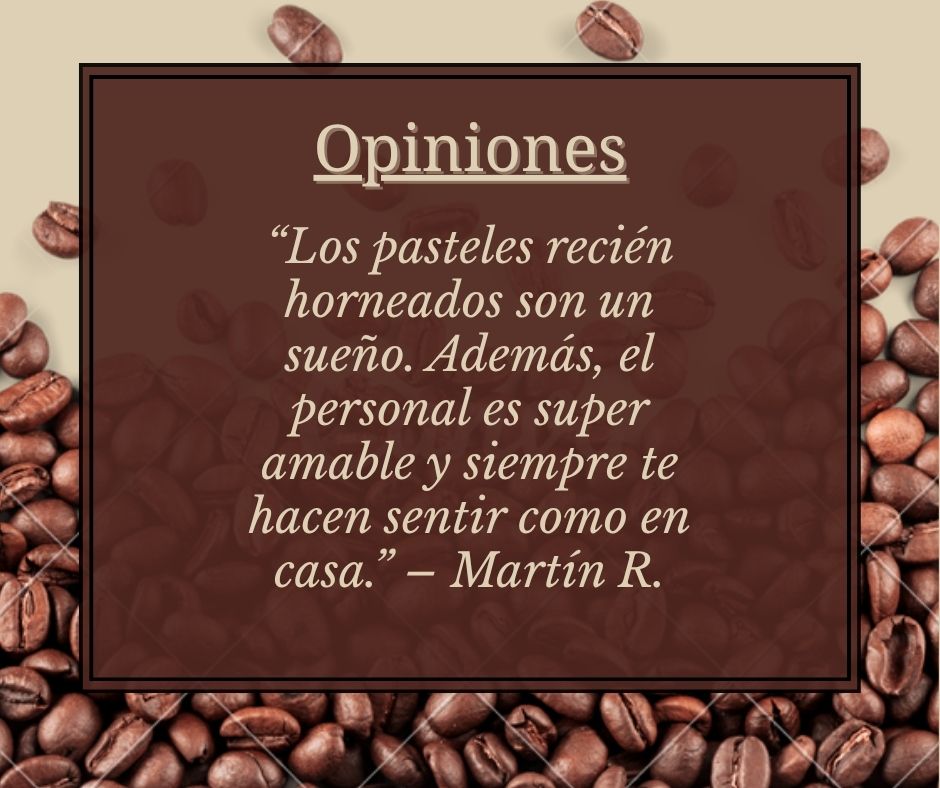 Opiniones
“Los pasteles recién
horneados son un
sueño. Además, el
personal es super
amable y siempre te
hacen sentir como en
casa.” – Martín R.